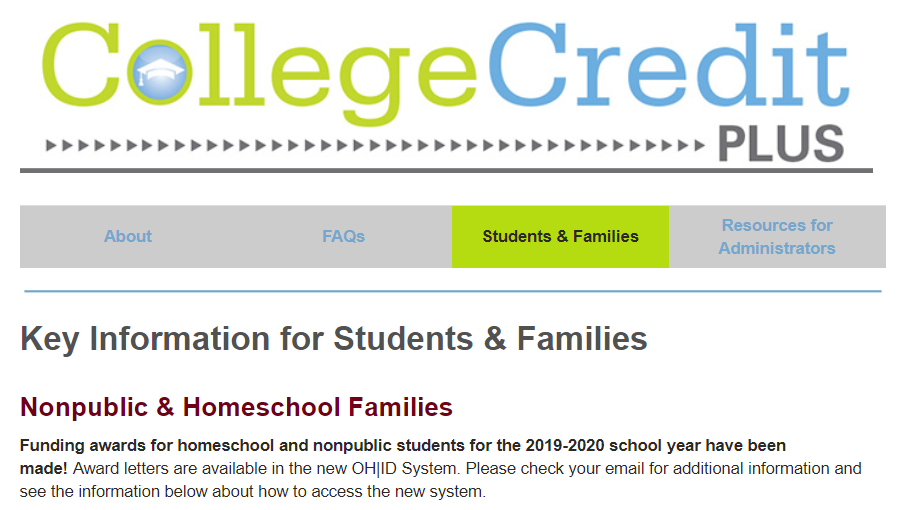 CollegeCredit
PLUS
About
FAQs
Students & Families
Resources for
Administrators
Key Information for Students & Families
Nonpublic & Homeschool Families
Funding awards for homeschool and nonpublic students for the 2019-2020 school year have been
made! Award letters are available in the new OH|ID System. Please check your email for additional information and
see the information below about how to access the new system.